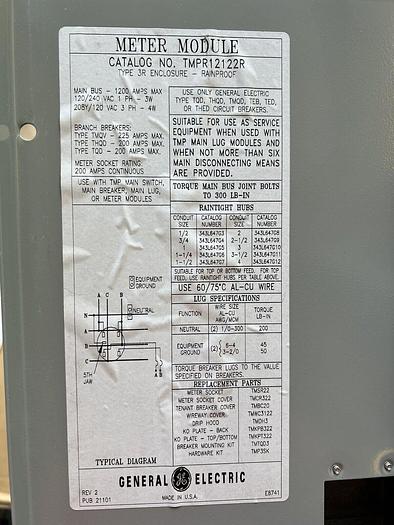 METER MODULE
CATALOG NO. TMPR12122R
TYPE 3R ENCLOSURE - RAINPROOF
MAIN BUS - 1200 AMPS MAX
120/240 VAC 1 PH - 3W
208Y/120 VAC 3 PH - 4W
BRANCH BREAKERS:
TYPE TMQV - 225 AMPS MAX.
TYPE THQD - 200 AMPS MAX.
TYPE TQD - 200 AMPS MAX.
METER SOCKET RATING:
200 AMPS CONTINUOUS
USE WITH TMP MAIN SWITCH,
MAIN BREAKER, MAIN LUG,
OR METER MODULES
EQUIPMENT
GROUND
A C B
NEUTRAL
N
A
B
C
5TH
JAW
A B
TYPICAL DIAGRAM
USE ONLY GENERAL ELECTRIC
TYPE TQD, THQD, TMQD, TEB, TED,
OR THED CIRCUIT BREAKERS.
SUITABLE FOR USE AS SERVICE
EQUIPMENT WHEN USED WITH
TMP MAIN LUG MODULES AND
WHEN NOT MORE THAN SIX
MAIN DISCONNECTING MEANS
ARE PROVIDED.
TORQUE MAIN BUS JOINT BOLTS
TO 300 LB-IN
RAINTIGHT HUBS
CONDUIT SIZE CATALOG NUMBER CONDUIT SIZE CATALOG NUMBER
1/2 343L647G3 2 343L647G8
3/4 343L647G4 2-1/2 343L647G9
1 343L647G5 3 343L647G10
1-1/4 343L647G6 3-1/2 343L647G11
1-1/2 343L647G7 4 343L647G12
SUITABLE FOR TOP OR BOTTOM FEED. FOR TOP
FEED, USE RAINTIGHT HUBS PER TABLE ABOVE.
USE 60/75°C AL-CU WIRE
LUG SPECIFICATIONS
FUNCTION WIRE SIZE AL-CU AWG/MCM TORQUE LB-IN
NEUTRAL (2) 1/0-300 200
EQUIPMENT GROUND (2) 6-4 45
3-2/0 50
TORQUE BREAKER LUGS TO THE VALUE
SPECIFIED ON BREAKERS.
REPLACEMENT PARTS
METER SOCKET TMSR22
METER SOCKET COVER TMCR322
TENANT BREAKER COVER TMBC20
WIREWAY COVER TMWC3122
DRIP HOOD TMDH3
KO PLATE - BACK TMKPB322
KO PLATE - TOP/BOTTOM TMKPT322
BREAKER MOUNTING KIT TMTQD3
HARDWARE KIT TMP3SK
GENERAL GE ELECTRIC
REV 2
PUB 21101
MADE IN U.S.A.
E8741